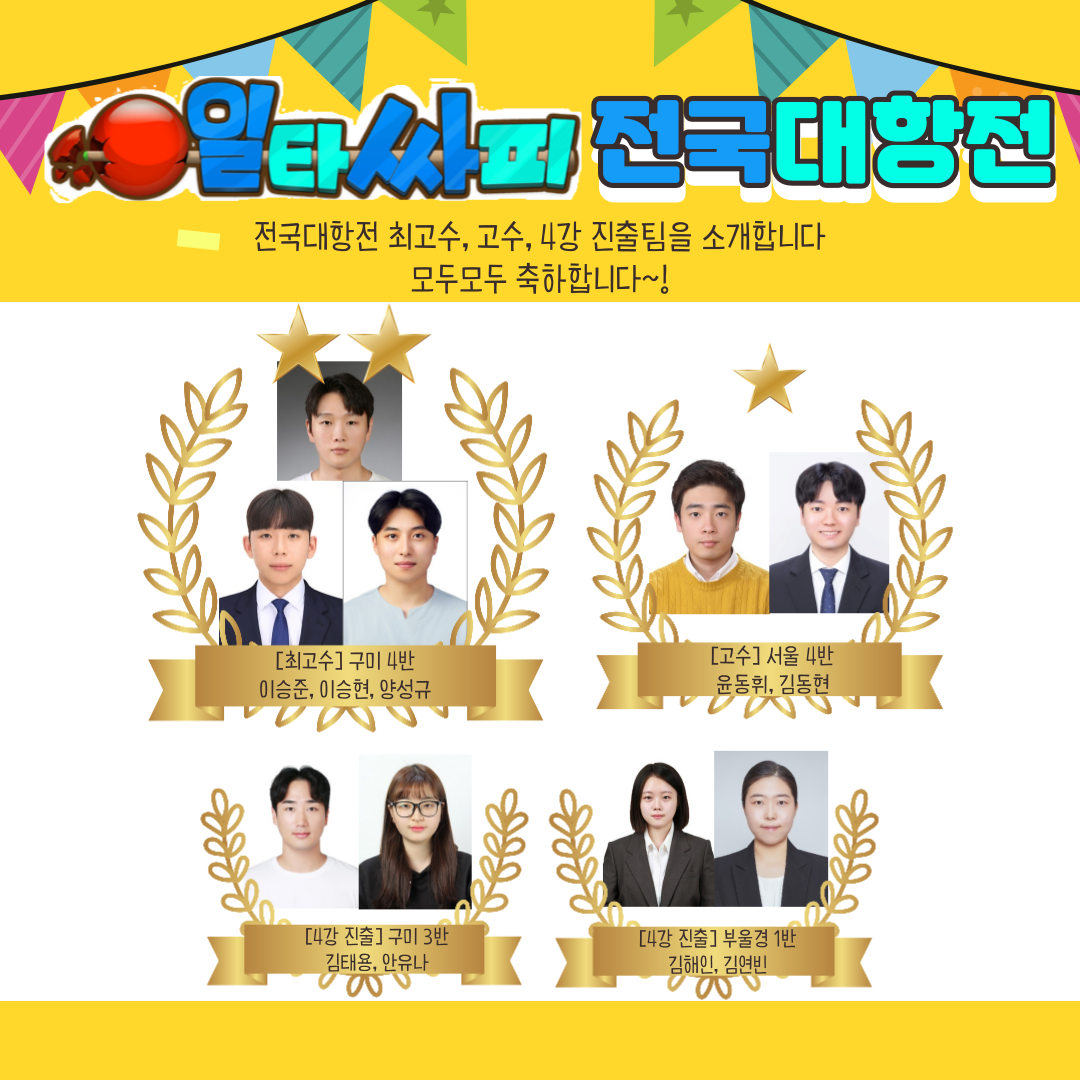 일타싸피 전국대항전
전국대항전 최고수, 고수, 4강 진출팀을 소개합니다
모두모두 축하합니다~!
[최고수] 구미 4반
이승준, 이승현, 양성규
[고수] 서울 4반
윤동휘, 김동현
[4강 진출] 구미 3반
김태용, 안유나
[4강 진출] 부울경 1반
김해인, 김연빈